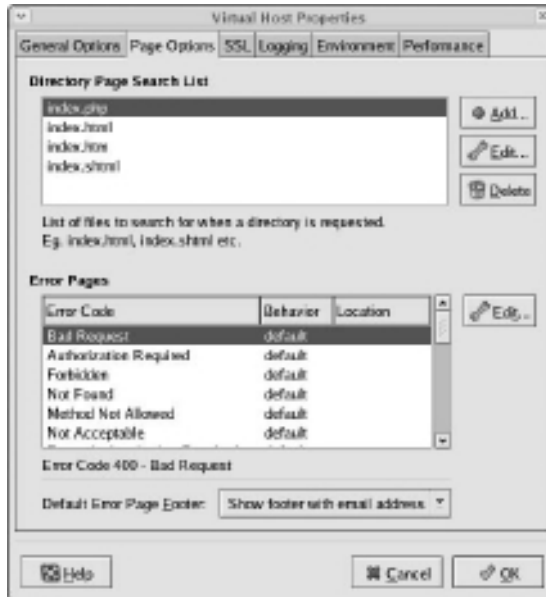 Virtual Host Properties
General Options Page Options SSL Logging Environment Performance
Directory Page Search List
index.php
index.html
index.htm
index.shtml
Add...
Edit...
Delete
List of files to search for when a directory is requested.
Eg. index.html, index.shtml etc.
Error Pages
Error Code Behavior Location
Bad Request default
Authorization Required default
Forbidden default
Not Found default
Method Not Allowed default
Not Acceptable default
Edit...
Error Code 400 - Bad Request
Default Error Page Footer: Show footer with email address
Help Cancel OK